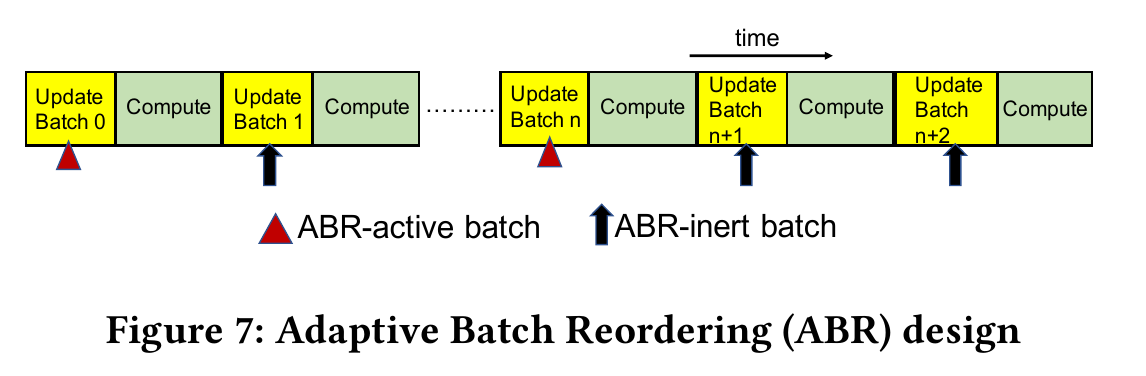 time
Update
Batch 0
Compute
Update
Batch 1
Compute
.........
Update
Batch n
Compute
Update
Batch
n+1
Compute
Update
Batch
n+2
Compute
ABR-active batch
ABR-inert batch
Figure 7: Adaptive Batch Reordering (ABR) design